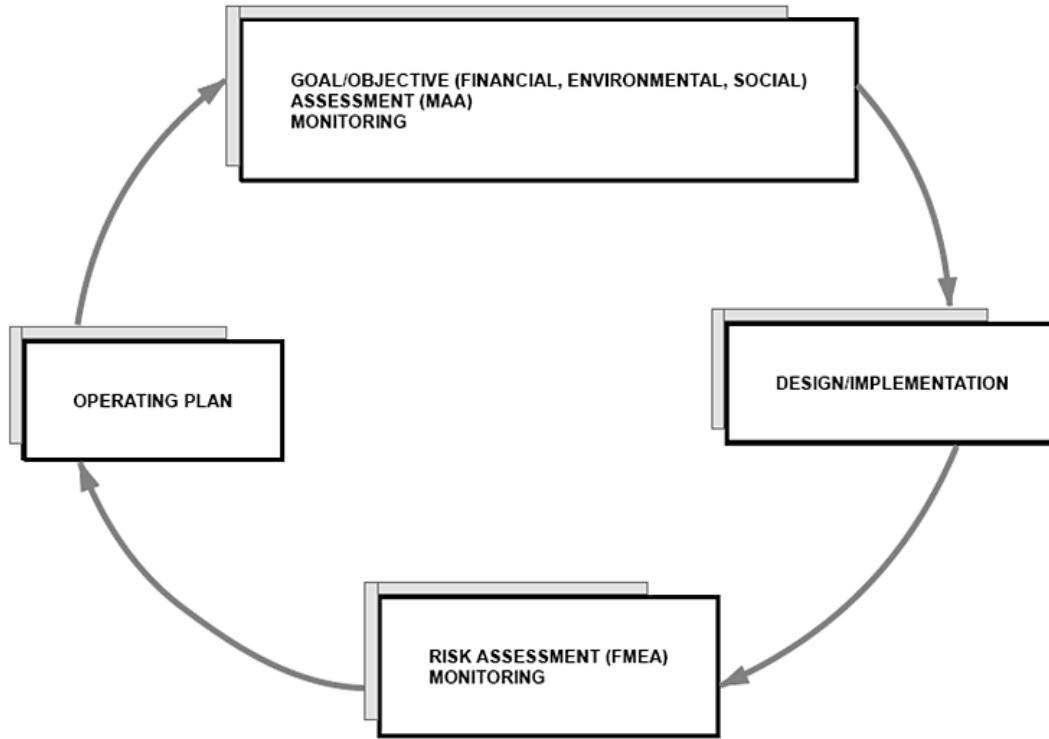 GOAL/OBJECTIVE (FINANCIAL, ENVIRONMENTAL, SOCIAL)
ASSESSMENT (MAA)
MONITORING
DESIGN/IMPLEMENTATION
RISK ASSESSMENT (FMEA)
MONITORING
OPERATING PLAN